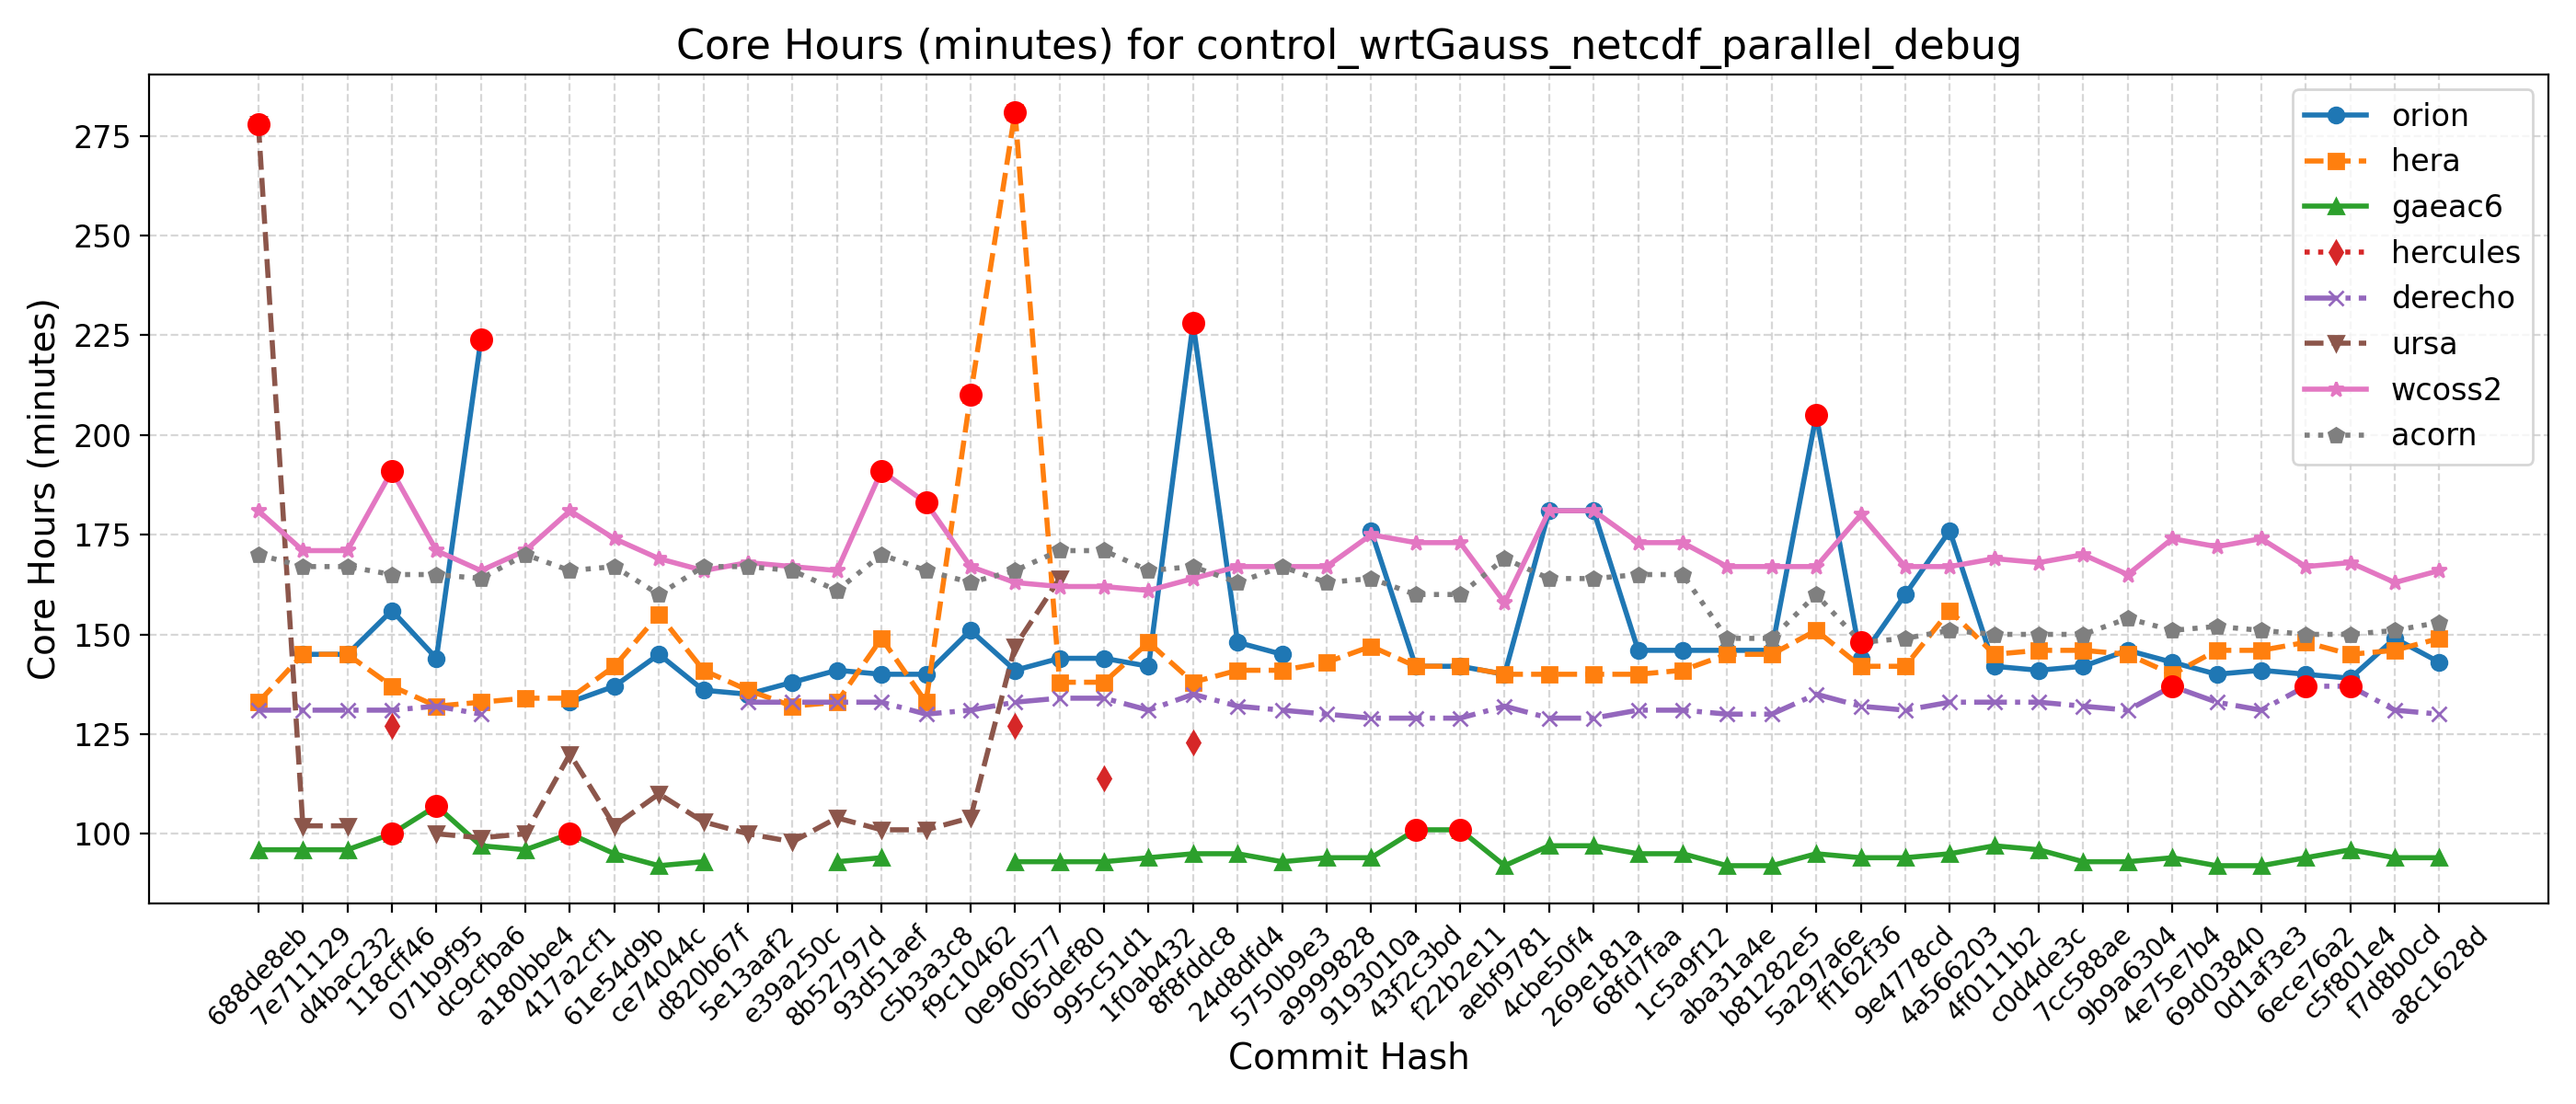 Core Hours (minutes) for control_wrtGauss_netcdf_parallel_debug
Core Hours (minutes)
275
250
225
200
175
150
125
100
orion
hera
gaeac6
hercules
derecho
ursa
wcoss2
acorn
688de8eb
7e711129
d4bac232
118cff46
071b9f95
dc9cfba6
a180bbe4
417a2cf1
61e54d9b
ce74044c
d820b67f
5e13aaf2
e39a250c
8b52797d
93d51aef
c5b3a3c8
f9c10462
0e960577
065def80
995c51d1
1f0ab432
8f8fddc8
24d8dfd4
5750b9e3
a9999828
9193010a
43f2c3bd
f22b2e11
aebf9781
4cbe50f4
269e181a
68fd7faa
1c5a9f12
aba31a4e
b81282e5
5a297a6e
ff162f36
9e4778cd
4a566203
4f0111b2
c0d4de3c
7cc588ae
9b9a6304
4e75e7b4
69d03840
0d1af3e3
6ece76a2
c5f801e4
f7d8b0cd
a8c1628d
Commit Hash